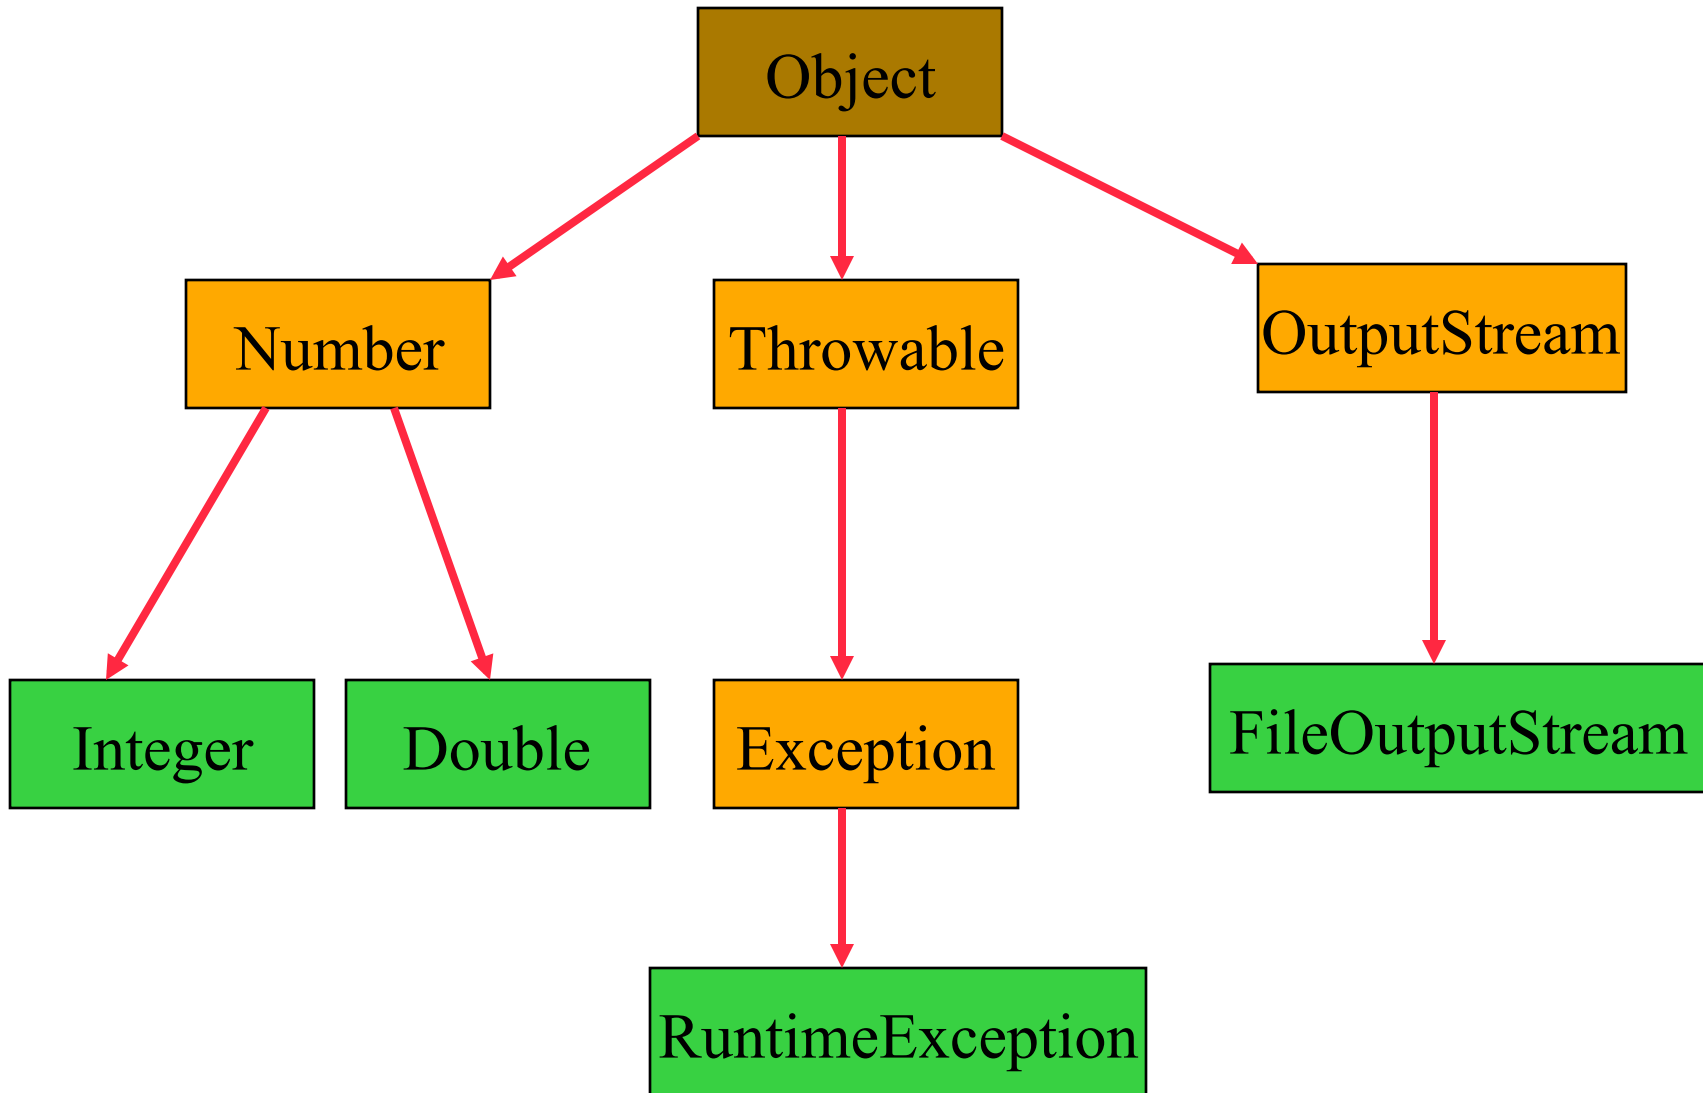 Object
Number
Throwable
OutputStream
Integer
Double
Exception
FileOutputStream
RuntimeException